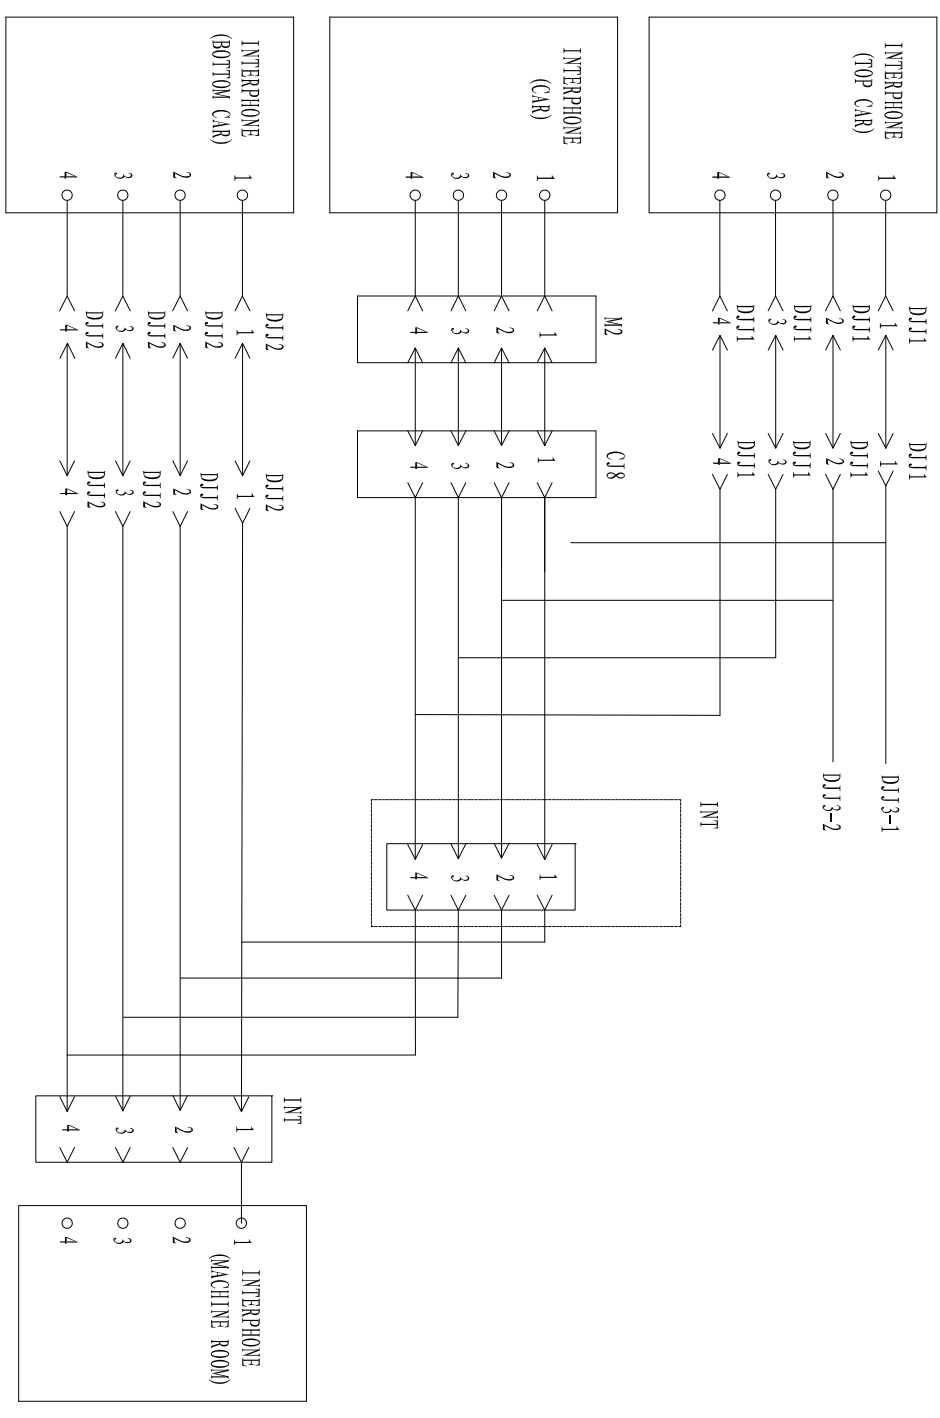 INTERPHONE
(TOP CAR)
1
2
3
4
DJJ1
1
DJJ1
2
DJJ1
3
DJJ1
4
DJJ1
1
DJJ1
2
DJJ1
3
DJJ1
4
DJJ3-1
DJJ3-2
INTERPHONE
(CAR)
1
2
3
4
M2
1
2
3
4
CJ8
1
2
3
4
INT
1
2
3
4
INTERPHONE
(BOTTOM CAR)
1
2
3
4
DJJ2
1
DJJ2
2
DJJ2
3
DJJ2
4
DJJ2
1
DJJ2
2
DJJ2
3
DJJ2
4
INT
1
2
3
4
1
2
3
4
INTERPHONE
(MACHINE ROOM)